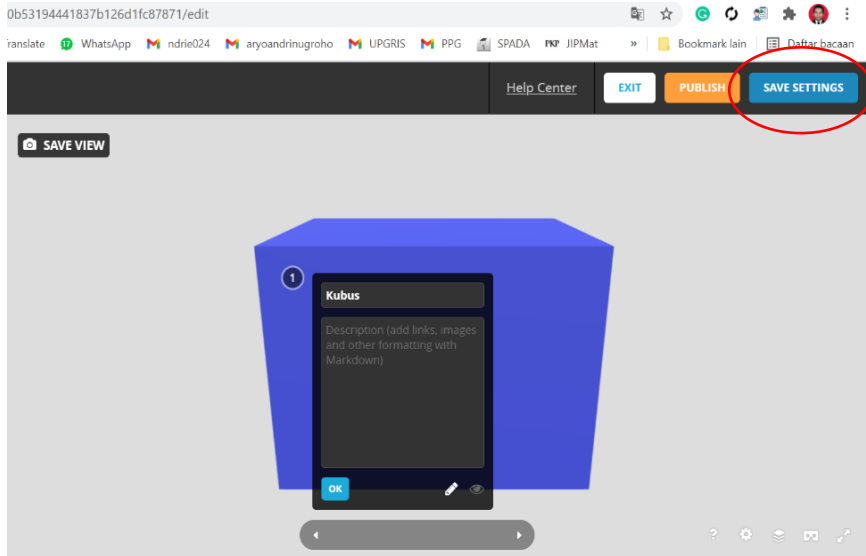 0b53194441837b126d1fc87871/edit
Translate WhatsApp ndrie024 aryoandrinugroho UPGRIS PPG SPADA PKP JIPMat » Bookmark lain Daftar bacaan
Help Center EXIT PUBLISH SAVE SETTINGS
SAVE VIEW
1
Kubus
Description (add links, images
and other formatting with
Markdown)
OK
?